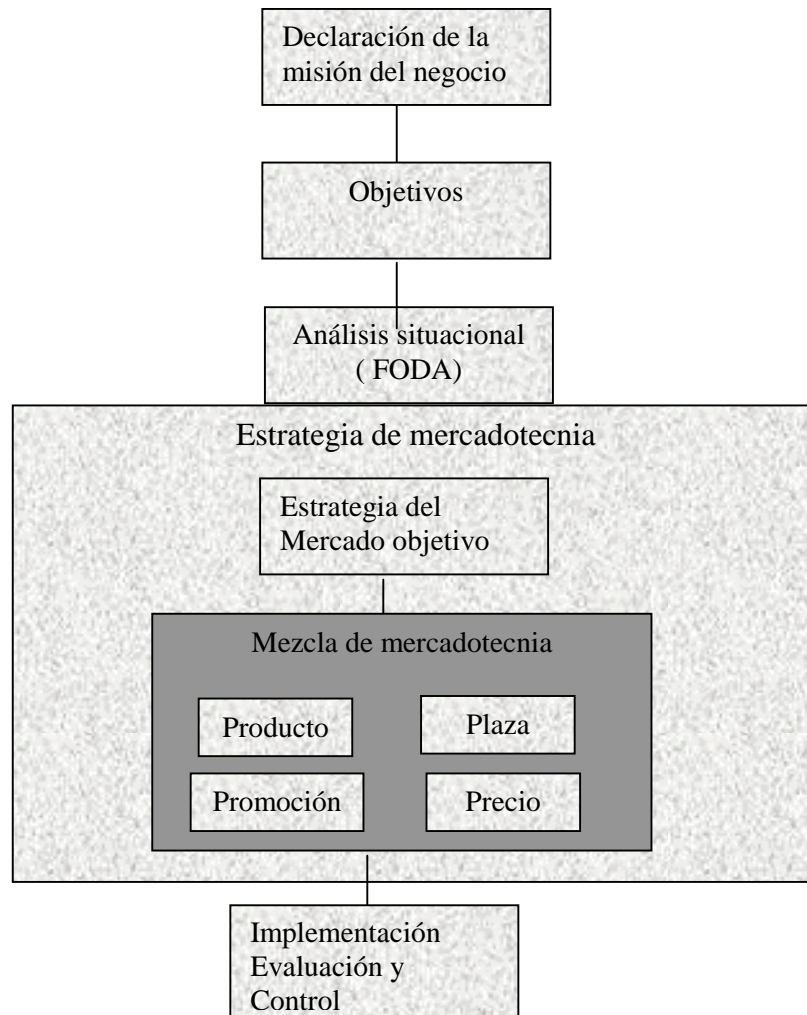 Declaración de la
misión del negocio
Objetivos
Análisis situacional
( FODA)
Estrategia de mercadotecnia
Estrategia del
Mercado objetivo
Mezcla de mercadotecnia
Producto
Plaza
Promoción
Precio
Implementación
Evaluación y
Control